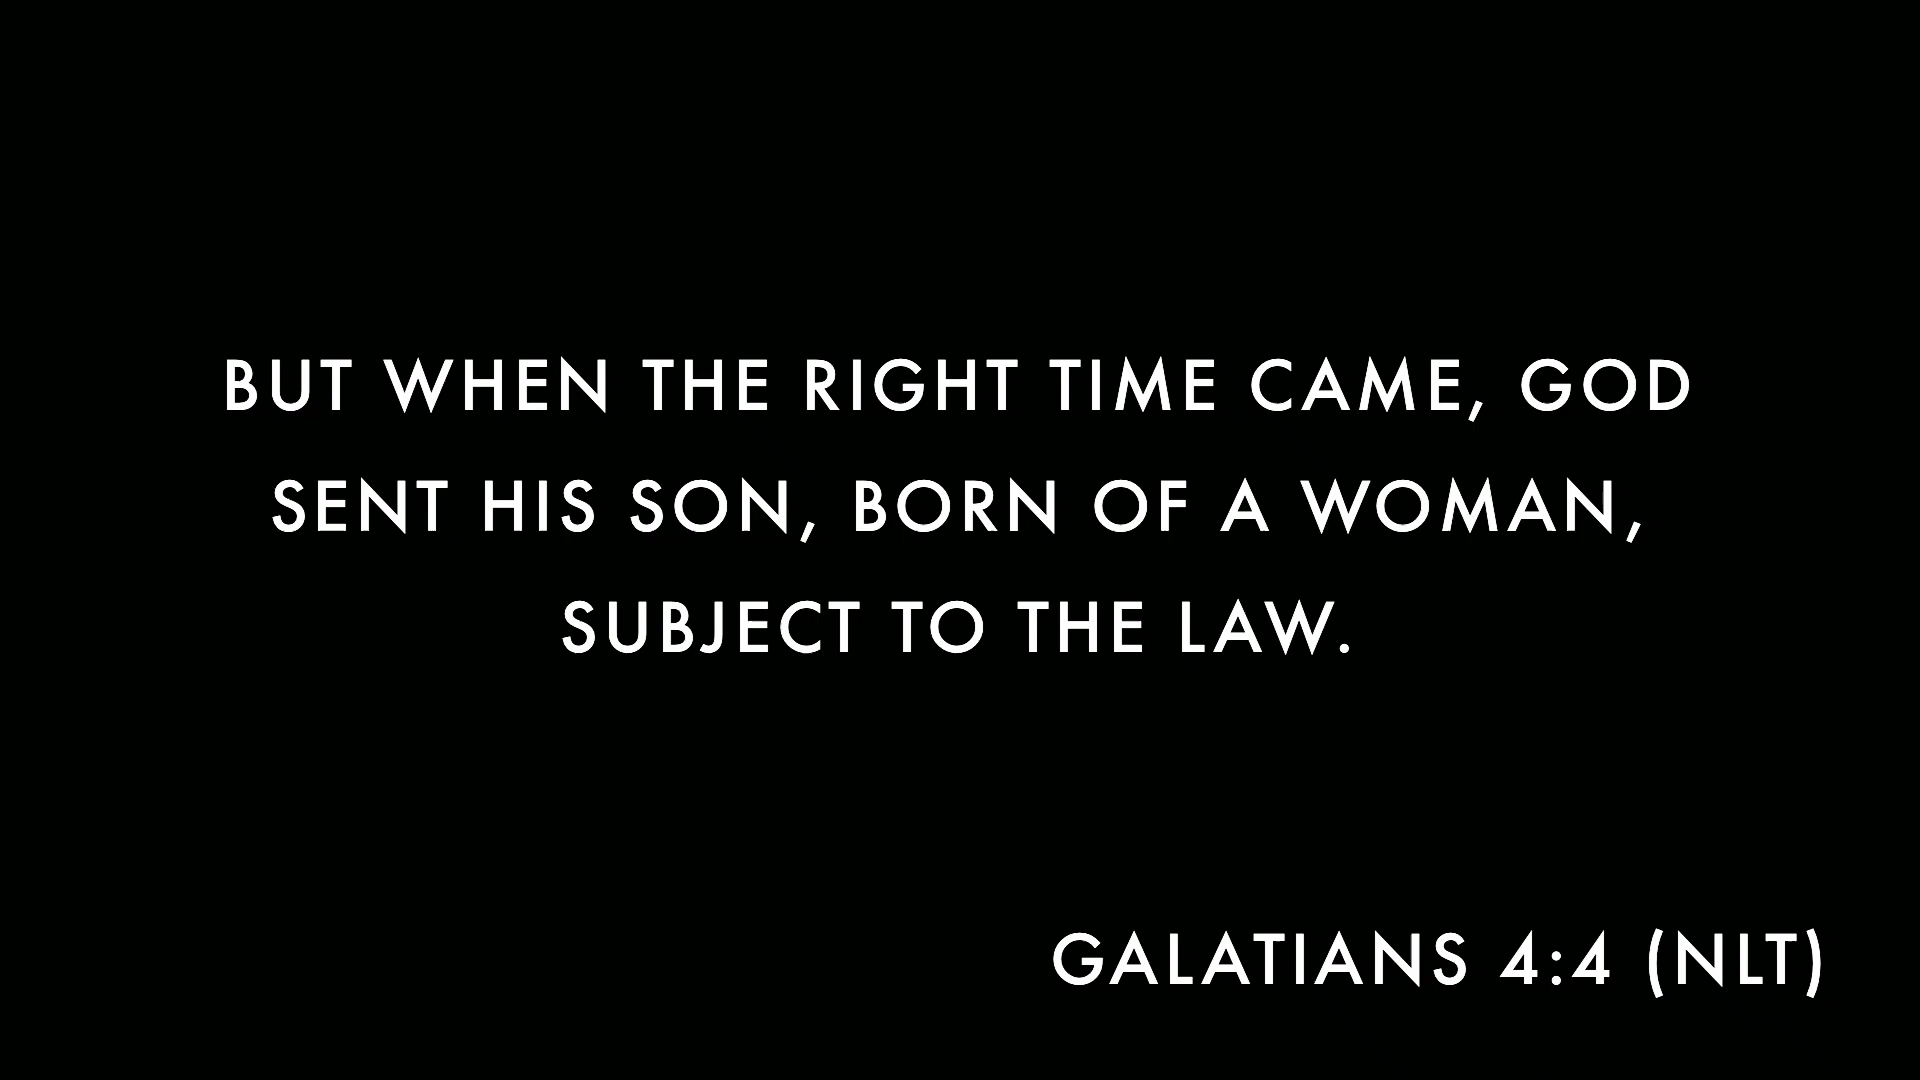 BUT WHEN THE RIGHT TIME CAME, GOD
SENT HIS SON, BORN OF A WOMAN,
SUBJECT TO THE LAW.
GALATIANS 4:4 (NLT)